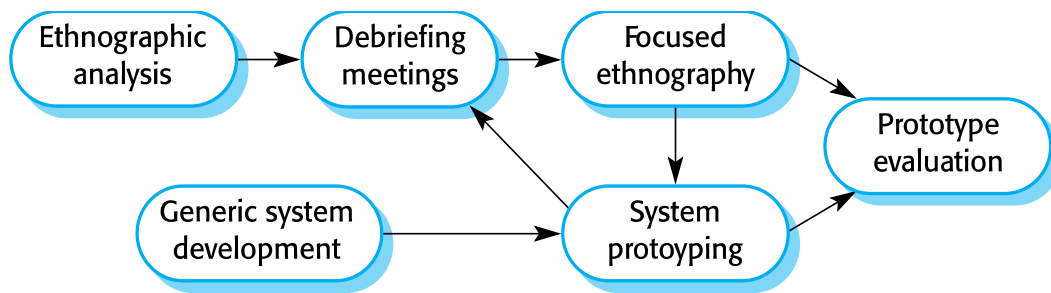 Ethnographic
analysis
Debriefing
meetings
Focused
ethnography
Prototype
evaluation
Generic system
development
System
protoyping